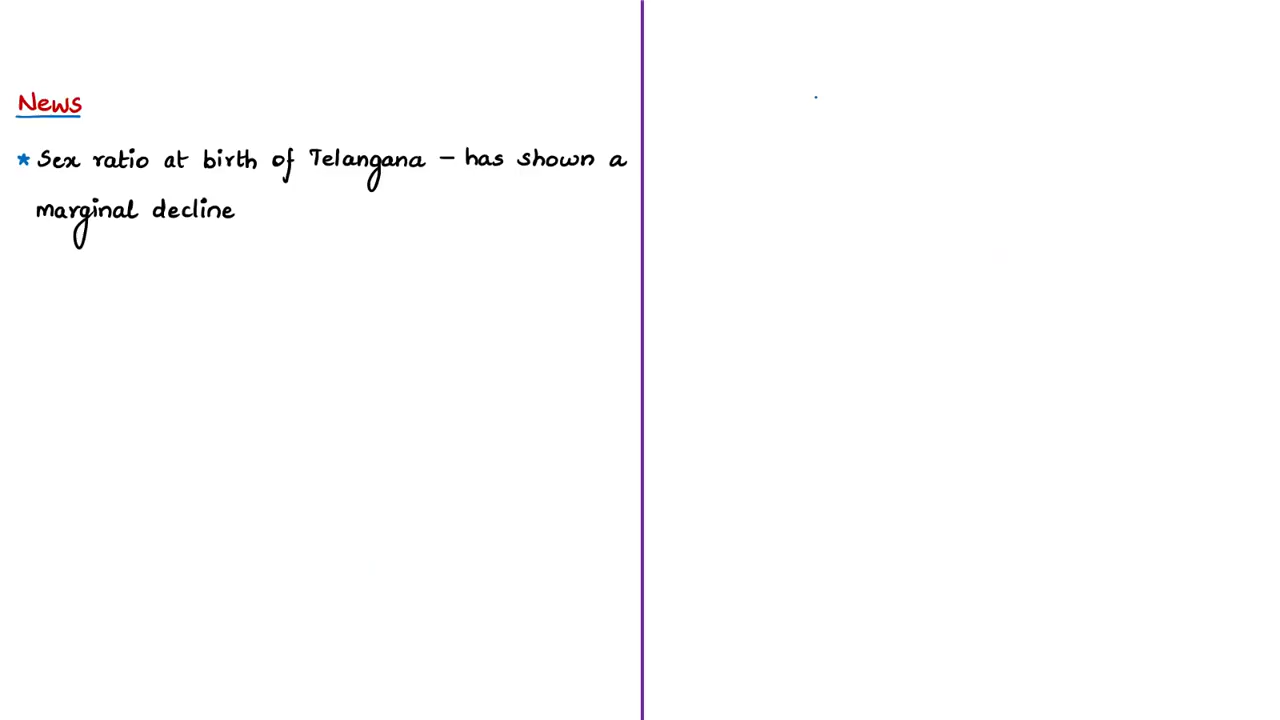 News
* Sex ratio at birth of Telangana – has shown a
marginal decline